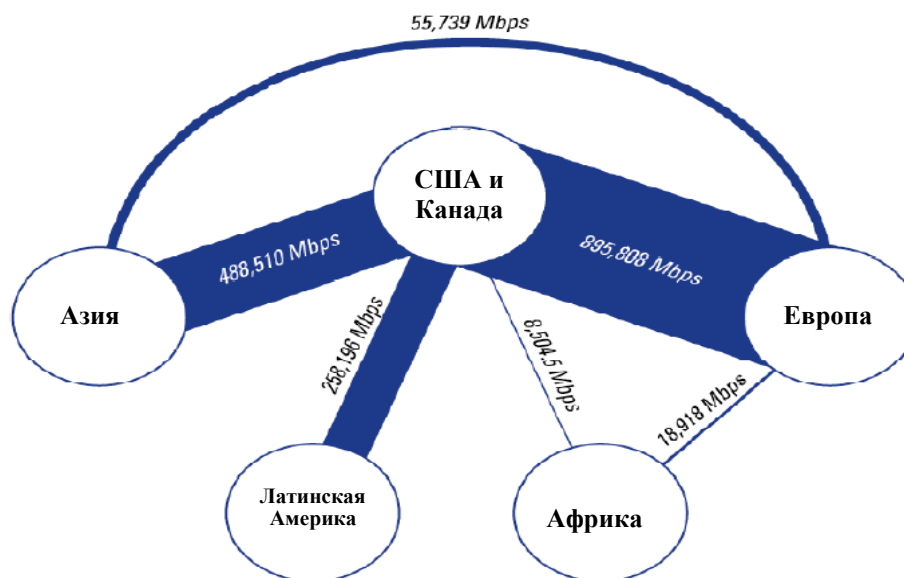 55,739 Mbps
США и
Канада
488,510 Mbps
895,808 Mbps
Азия
Европа
258,196 Mbps
8,504.5 Mbps
18,918 Mbps
Латинская
Америка
Африка